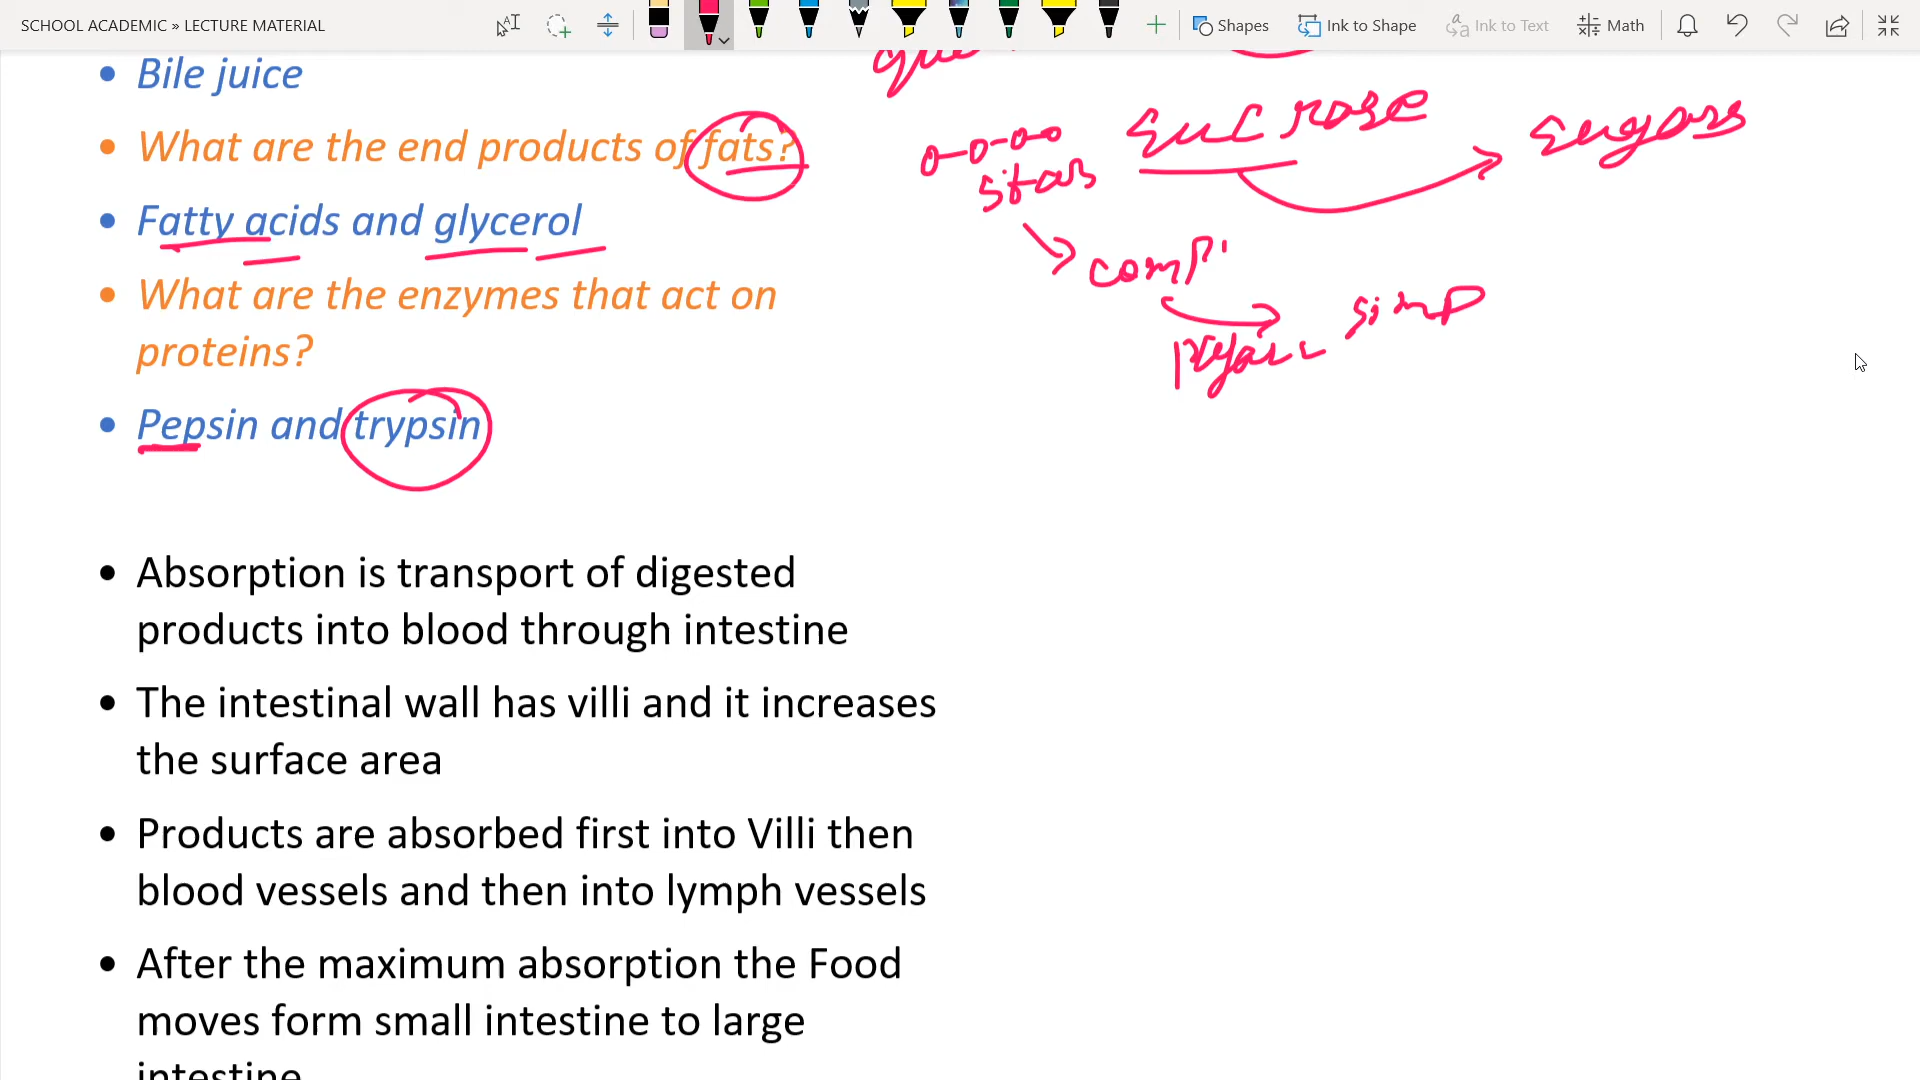 SCHOOL ACADEMIC » LECTURE MATERIAL
Shapes
Ink to Shape
Ink to Text
Math
Bile juice
What are the end products of fats?
Fatty acids and glycerol
What are the enzymes that act on
proteins?
Pepsin and trypsin
sucrose
sugars
comp
simp
Absorption is transport of digested
products into blood through intestine
The intestinal wall has villi and it increases
the surface area
Products are absorbed first into Villi then
blood vessels and then into lymph vessels
After the maximum absorption the Food
moves form small intestine to large
intestine